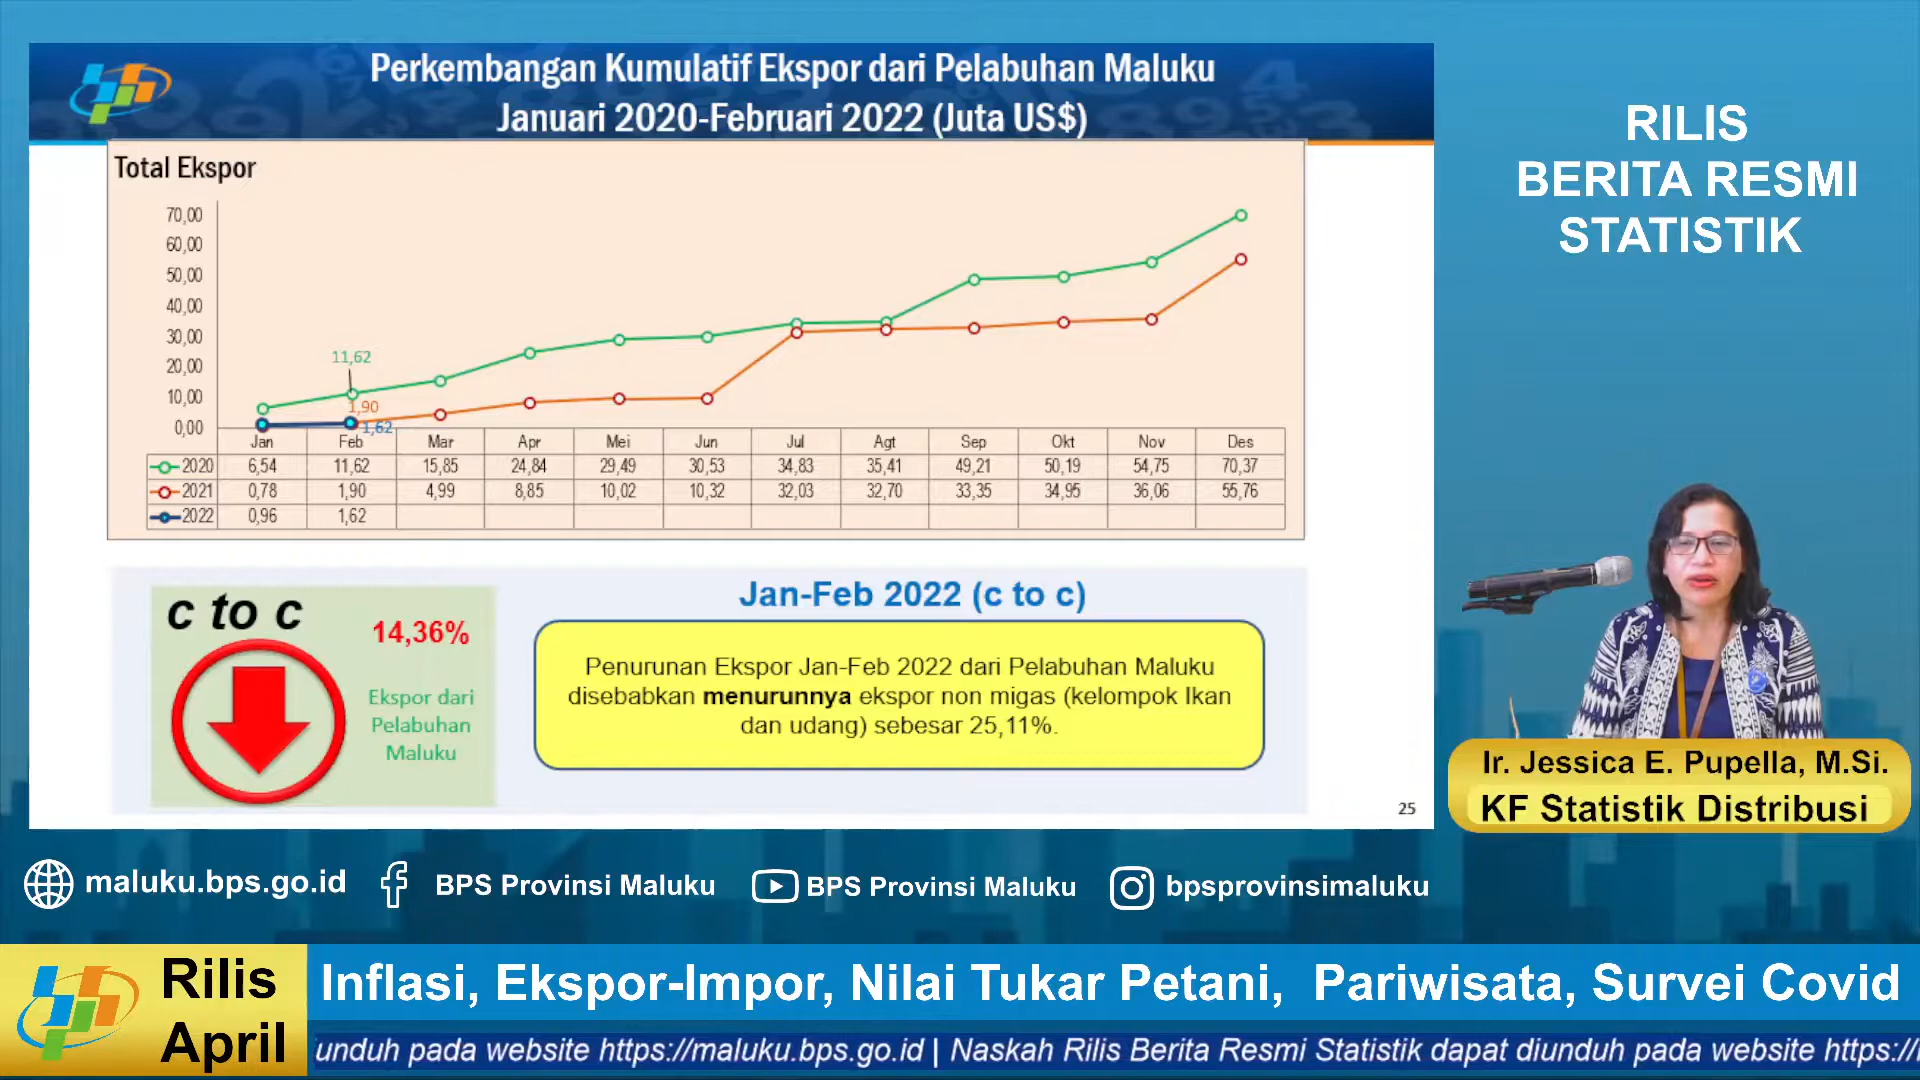 Perkembangan Kumulatif Ekspor dari Pelabuhan Maluku
Januari 2020-Februari 2022 (Juta US$)
Total Ekspor
70,00
60,00
50,00
40,00
30,00
20,00
10,00
0,00
11,62
1,90
1,62
Jan Feb Mar Apr Mei Jun Jul Agt Sep Okt Nov Des
2020 6,54 11,62 15,85 24,84 29,49 30,53 34,83 35,41 49,21 50,19 54,75 70,37
2021 0,78 1,90 4,99 8,85 10,02 10,32 32,03 32,70 33,35 34,95 36,06 55,76
2022 0,96 1,62
c to c
14,36%
Ekspor dari
Pelabuhan
Maluku
Jan-Feb 2022 (c to c)
Penurunan Ekspor Jan-Feb 2022 dari Pelabuhan Maluku
disebabkan menurunnya ekspor non migas (kelompok Ikan
dan udang) sebesar 25,11%.
25
RILIS
BERITA RESMI
STATISTIK
Ir. Jessica E. Pupella, M.Si.
KF Statistik Distribusi
maluku.bps.go.id BPS Provinsi Maluku BPS Provinsi Maluku bpsprovinsimaluku
Rilis
April
Inflasi, Ekspor-Impor, Nilai Tukar Petani, Pariwisata, Survei Covid
unduh pada website https://maluku.bps.go.id | Naskah Rilis Berita Resmi Statistik dapat diunduh pada website https://